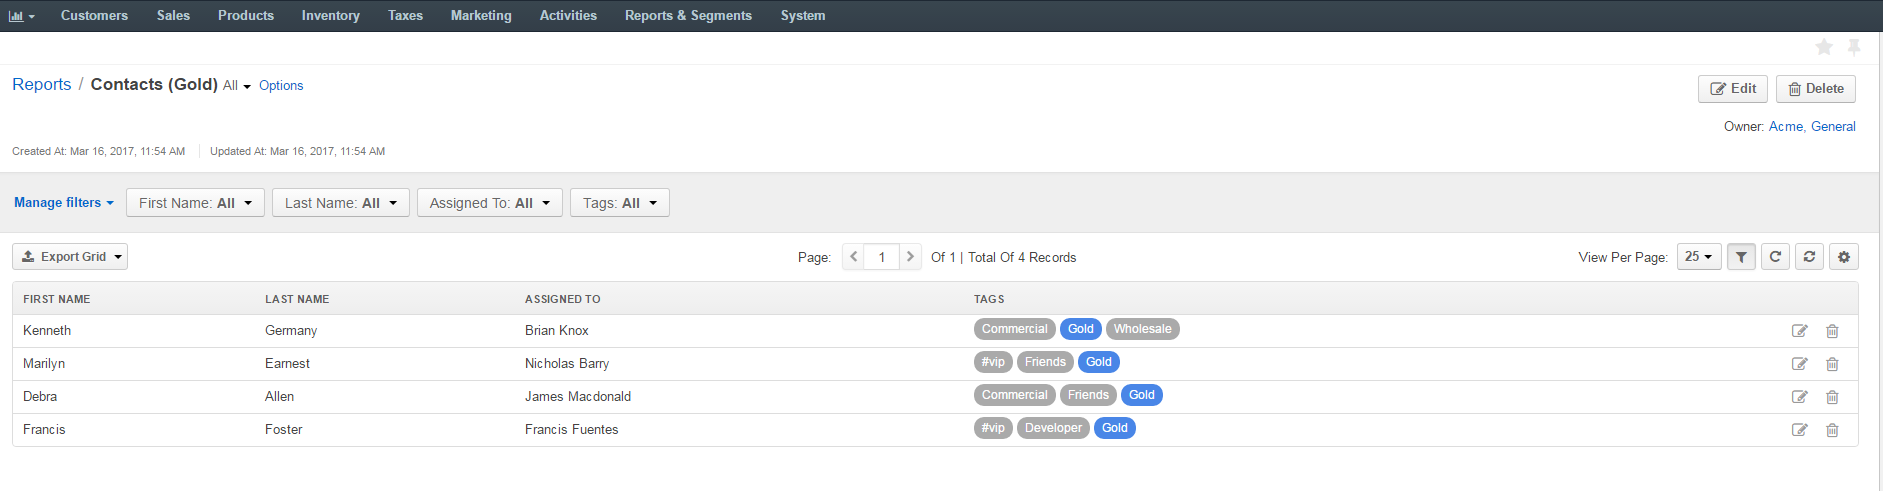 Customers Sales Products Inventory Taxes Marketing Activities Reports & Segments System
Reports / Contacts (Gold) All Options
Edit Delete
Owner: Acme, General
Created At: Mar 16, 2017, 11:54 AM Updated At: Mar 16, 2017, 11:54 AM
Manage filters First Name: All Last Name: All Assigned To: All Tags: All
Export Grid Page: 1 Of 1 | Total Of 4 Records View Per Page: 25
FIRST NAME LAST NAME ASSIGNED TO TAGS
Kenneth Germany Brian Knox Commercial Gold Wholesale
Marilyn Earnest Nicholas Barry #vip Friends Gold
Debra Allen James Macdonald Commercial Friends Gold
Francis Foster Francis Fuentes #vip Developer Gold